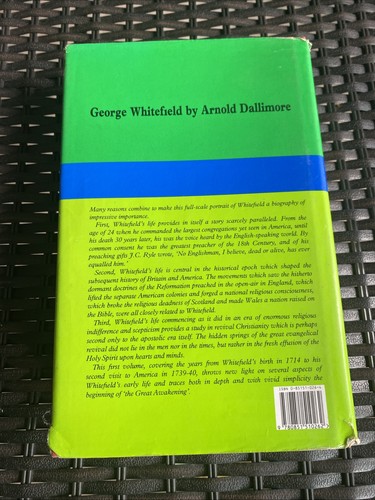 George Whitefield by Arnold Dallimore
Many reasons combine to make this full-scale portrait of Whitefield a biography of
impressive importance.
First, Whitefield's life provides in itself a story scarcely paralleled. From the
age of 24 when he commanded the largest congregations yet seen in America, until
his death 30 years later, his was the voice heard by the English-speaking world. By
common consent he was the greatest preacher of the 18th Century, and of his
preaching gifts J.C. Ryle wrote, 'No Englishman, I believe, dead or alive, has ever
equalled him.'
Second, Whitefield's life is central in the historical epoch which shaped the
subsequent history of Britain and America. The movements which saw the hitherto
dormant doctrines of the Reformation preached in the open-air in England, which
lifted the separate American colonies and forged a national religious consciousness,
which broke the religious deadness of Scotland and made Wales a nation raised on
the Bible, were all closely related to Whitefield.
Third, Whitefield's life commencing as it did in an era of enormous religious
indifference and scepticism provides a study in revival Christianity which is perhaps
second only to the apostolic era itself. The hidden springs of the great evangelical
revival did not lie in the men nor in the times, but rather in the fresh effusion of the
Holy Spirit upon hearts and minds.
This first volume, covering the years from Whitefield's birth in 1714 to his
second visit to America in 1739-40, throws new light on several aspects of
Whitefield's early life and traces both in depth and with vivid simplicity the
beginning of 'the Great Awakening'.